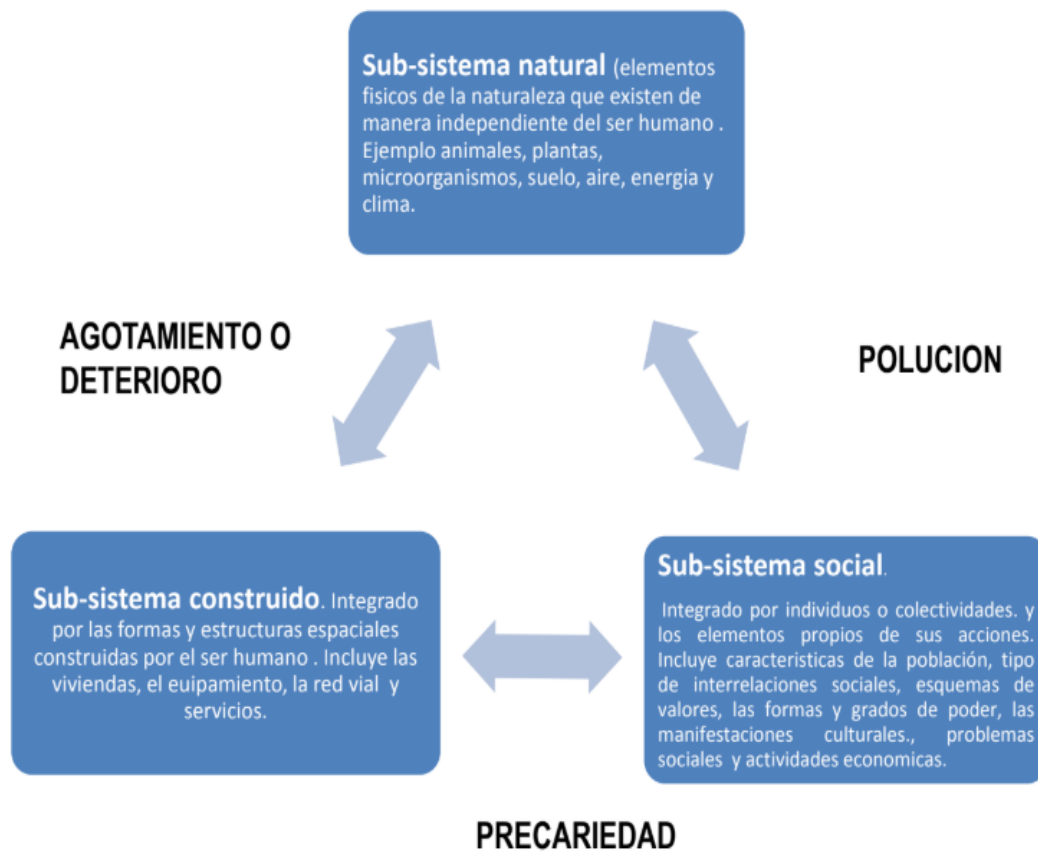 Sub-sistema natural (elementos
fisicos de la naturaleza que existen de
manera independiente del ser humano .
Ejemplo animales, plantas,
microorganismos, suelo, aire, energia y
clima.
AGOTAMIENTO O
DETERIORO
POLUCION
Sub-sistema construido. Integrado
por las formas y estructuras espaciales
construidas por el ser humano . Incluye las
viviendas, el euipamiento, la red vial y
servicios.
Sub-sistema social.
Integrado por individuos o colectividades. y
los elementos propios de sus acciones.
Incluye caracteristicas de la población, tipo
de interrelaciones sociales, esquemas de
valores, las formas y grados de poder, las
manifestaciones culturales., problemas
sociales y actividades economicas.
PRECARIEDAD